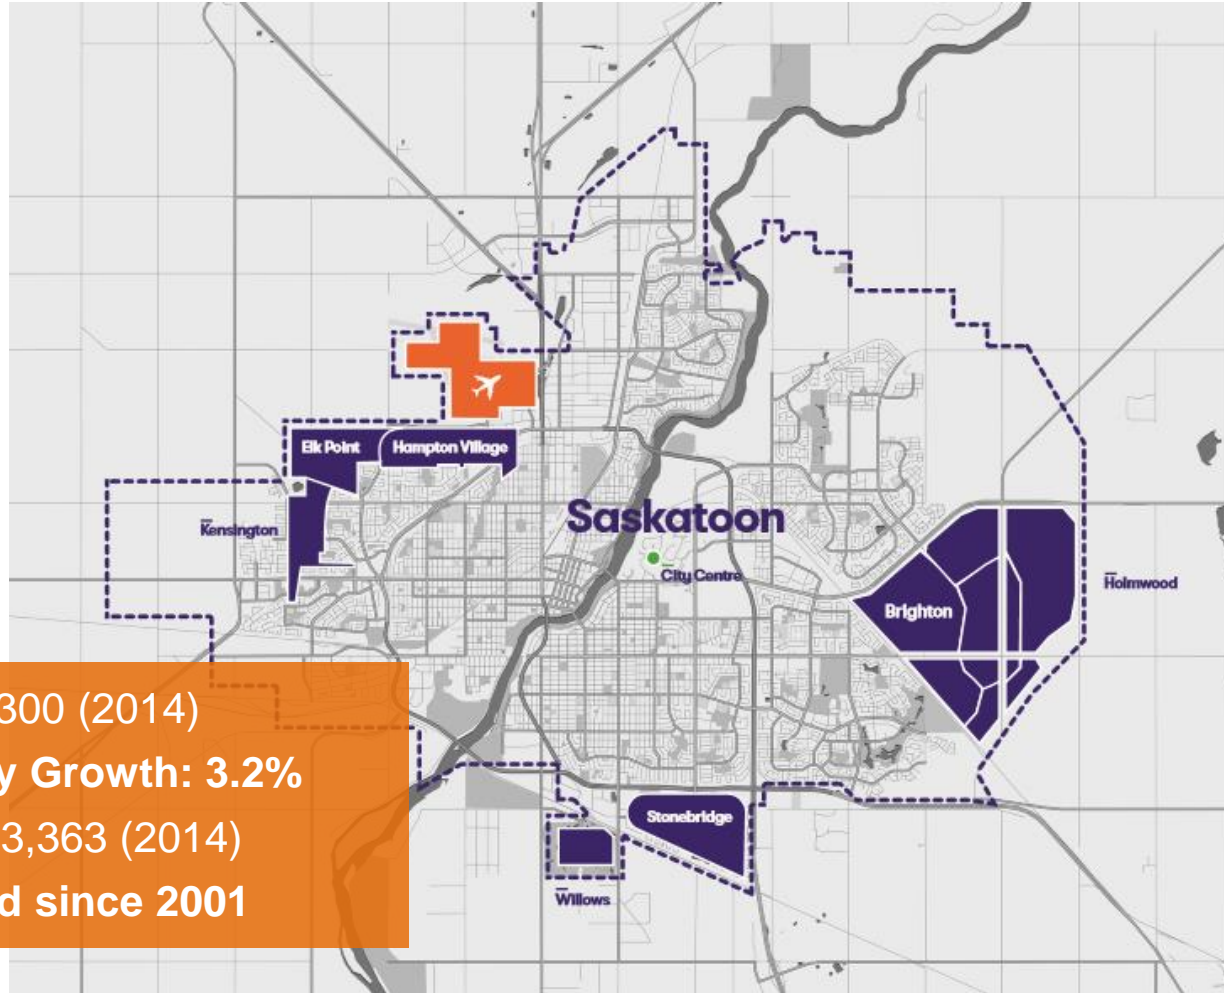 Elk Point
Hampton Village
Saskatoon
Kensington
City Centre
Holmwood
Brighton
300 (2014)
y Growth: 3.2%
3,363 (2014)
d since 2001
Stonebridge
Willows